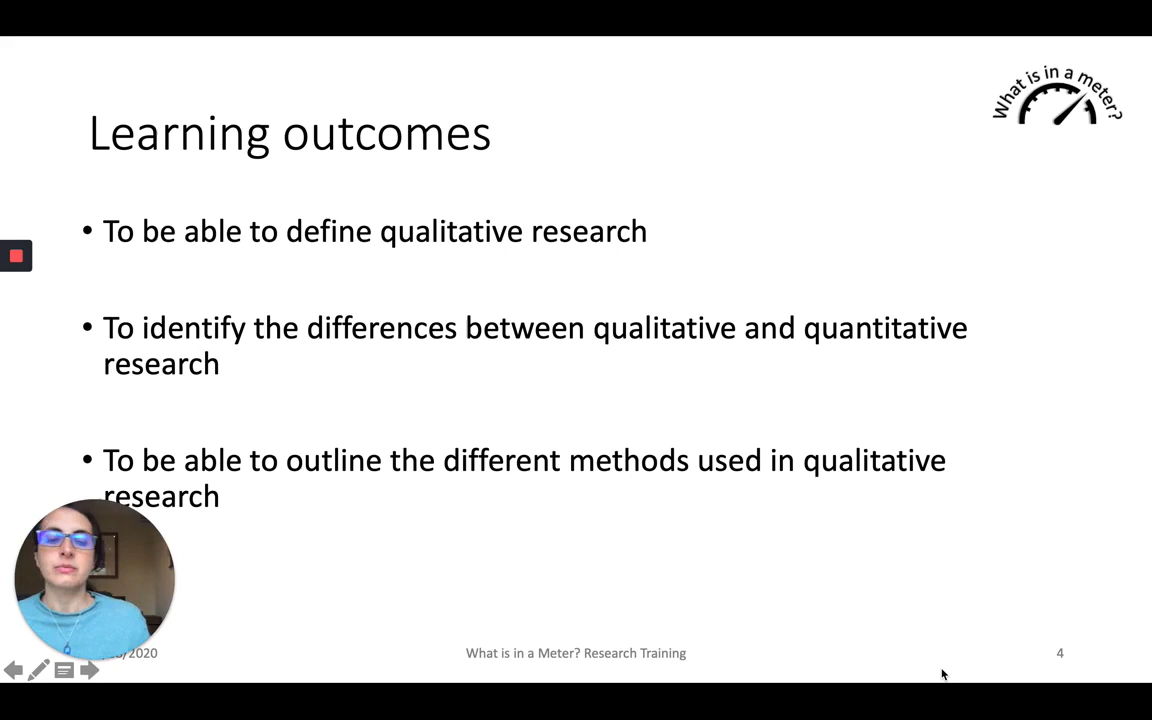 What is in a meter?
Learning outcomes
• To be able to define qualitative research
• To identify the differences between qualitative and quantitative
research
• To be able to outline the different methods used in qualitative
research
/2020
What is in a Meter? Research Training
4